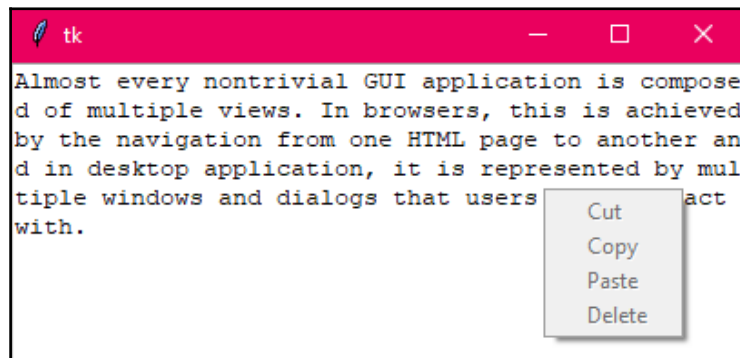 tk
Almost every nontrivial GUI application is compose
d of multiple views. In browsers, this is achieved
by the navigation from one HTML page to another an
d in desktop application, it is represented by mul
tiple windows and dialogs that users act
with.
Cut
Copy
Paste
Delete